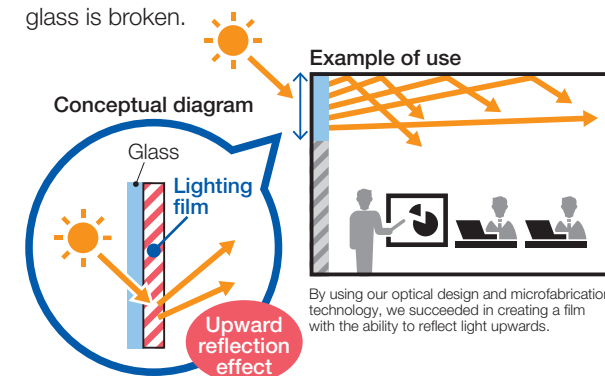 glass is broken.
Example of use
Conceptual diagram
Glass
Lighting
film
Upward
reflection
effect
By using our optical design and microfabrication
technology, we succeeded in creating a film
with the ability to reflect light upwards.